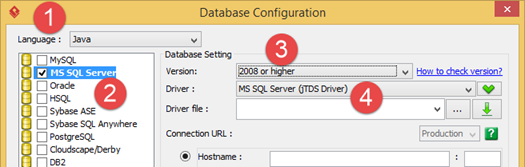 Database Configuration
1
Language : Java
MySQL
MS SQL Server
Oracle
HSQL
Sybase ASE
Sybase SQL Anywhere
PostgreSQL
Cloudscape/Derby
DB2
2
Database Setting
3
Version: 2008 or higher How to check version?
Driver : MS SQL Server (jTDS Driver)
4
Driver file : ...
Connection URL : Production ?
Hostname : :